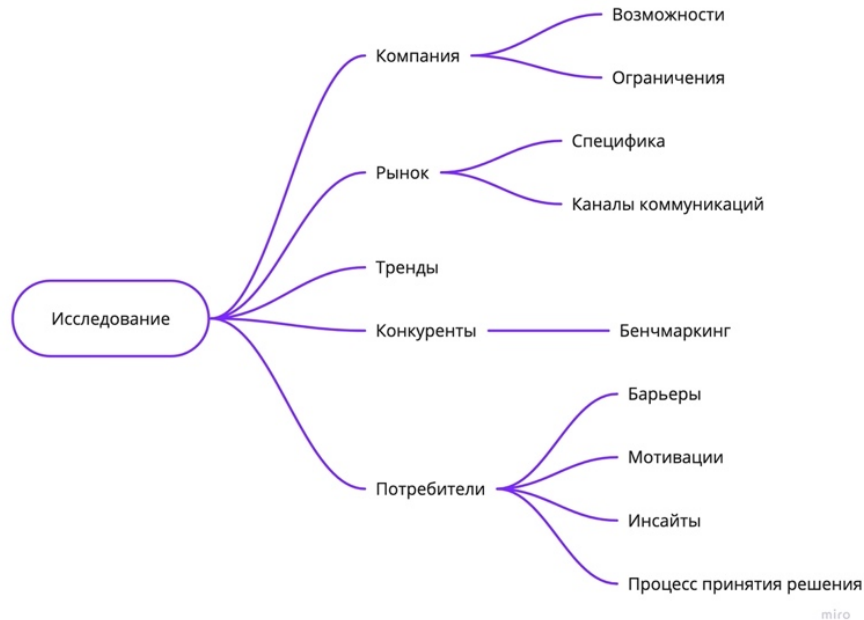 Исследование
Компания
Возможности
Ограничения
Рынок
Специфика
Каналы коммуникаций
Тренды
Конкуренты
Бенчмаркинг
Потребители
Барьеры
Мотивации
Инсайты
Процесс принятия решения
miro